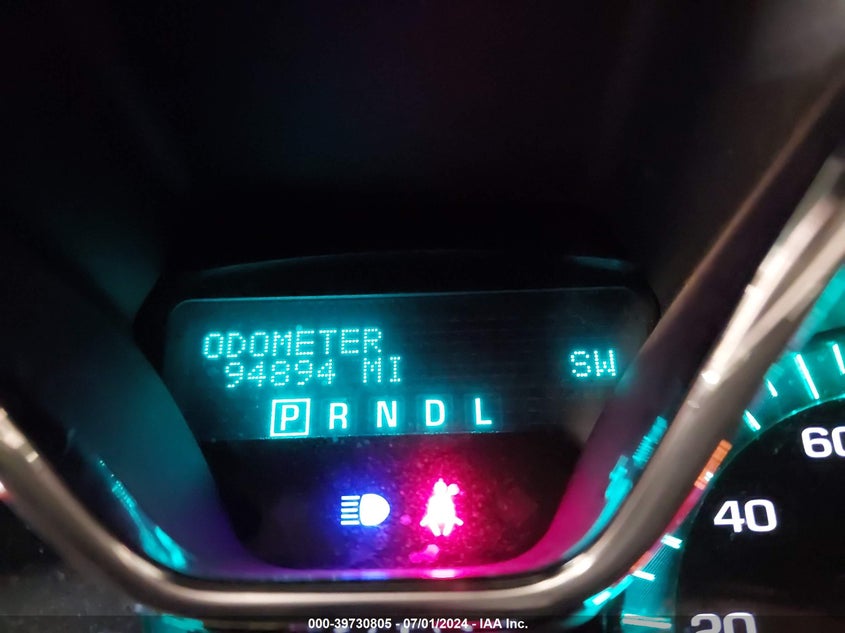 ODOMETER
94894 MI
SW
P R N D L
60
40
20
000-39730805 - 07/01/2024 - IAA Inc.